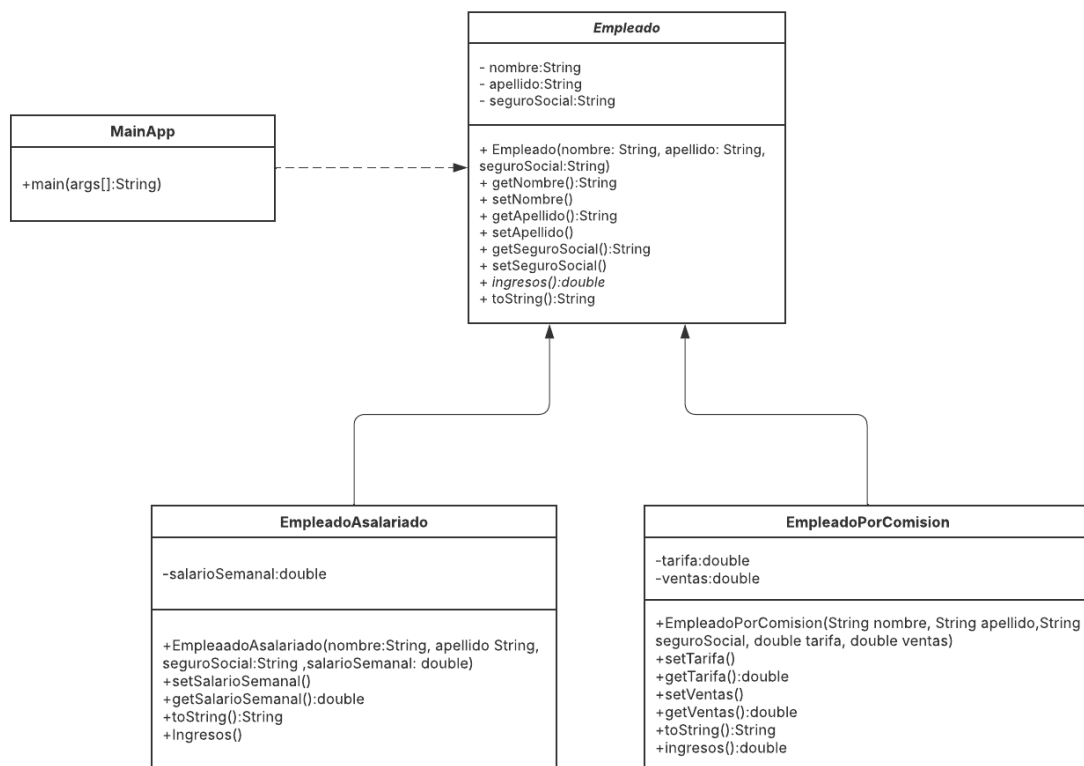 Empleado
- nombre:String
- apellido:String
- seguroSocial:String
+ Empleado(nombre: String, apellido: String,
seguroSocial:String)
+ getNombre():String
+ setNombre()
+ getApellido():String
+ setApellido()
+ getSeguroSocial():String
+ setSeguroSocial()
+ ingresos():double
+ toString():String
MainApp
+main(args[]:String)
EmpleadoAsalariado
-salarioSemanal:double
+EmpleaadoAsalariado(nombre:String, apellido String,
seguroSocial:String ,salarioSemanal: double)
+setSalarioSemanal()
+getSalarioSemanal():double
+toString():String
+Ingresos()
EmpleadoPorComision
-tarifa:double
-ventas:double
+EmpleadoPorComision(String nombre, String apellido,String
seguroSocial, double tarifa, double ventas)
+setTarifa()
+getTarifa():double
+setVentas()
+getVentas():double
+toString():String
+ingresos():double